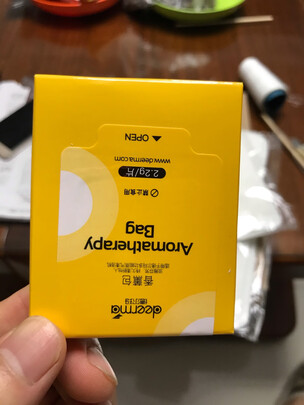 deerma 德尔玛
香薰包
Aromatherapy
Bag
2.2g/片
禁止食用
www.deerma.com
OPEN